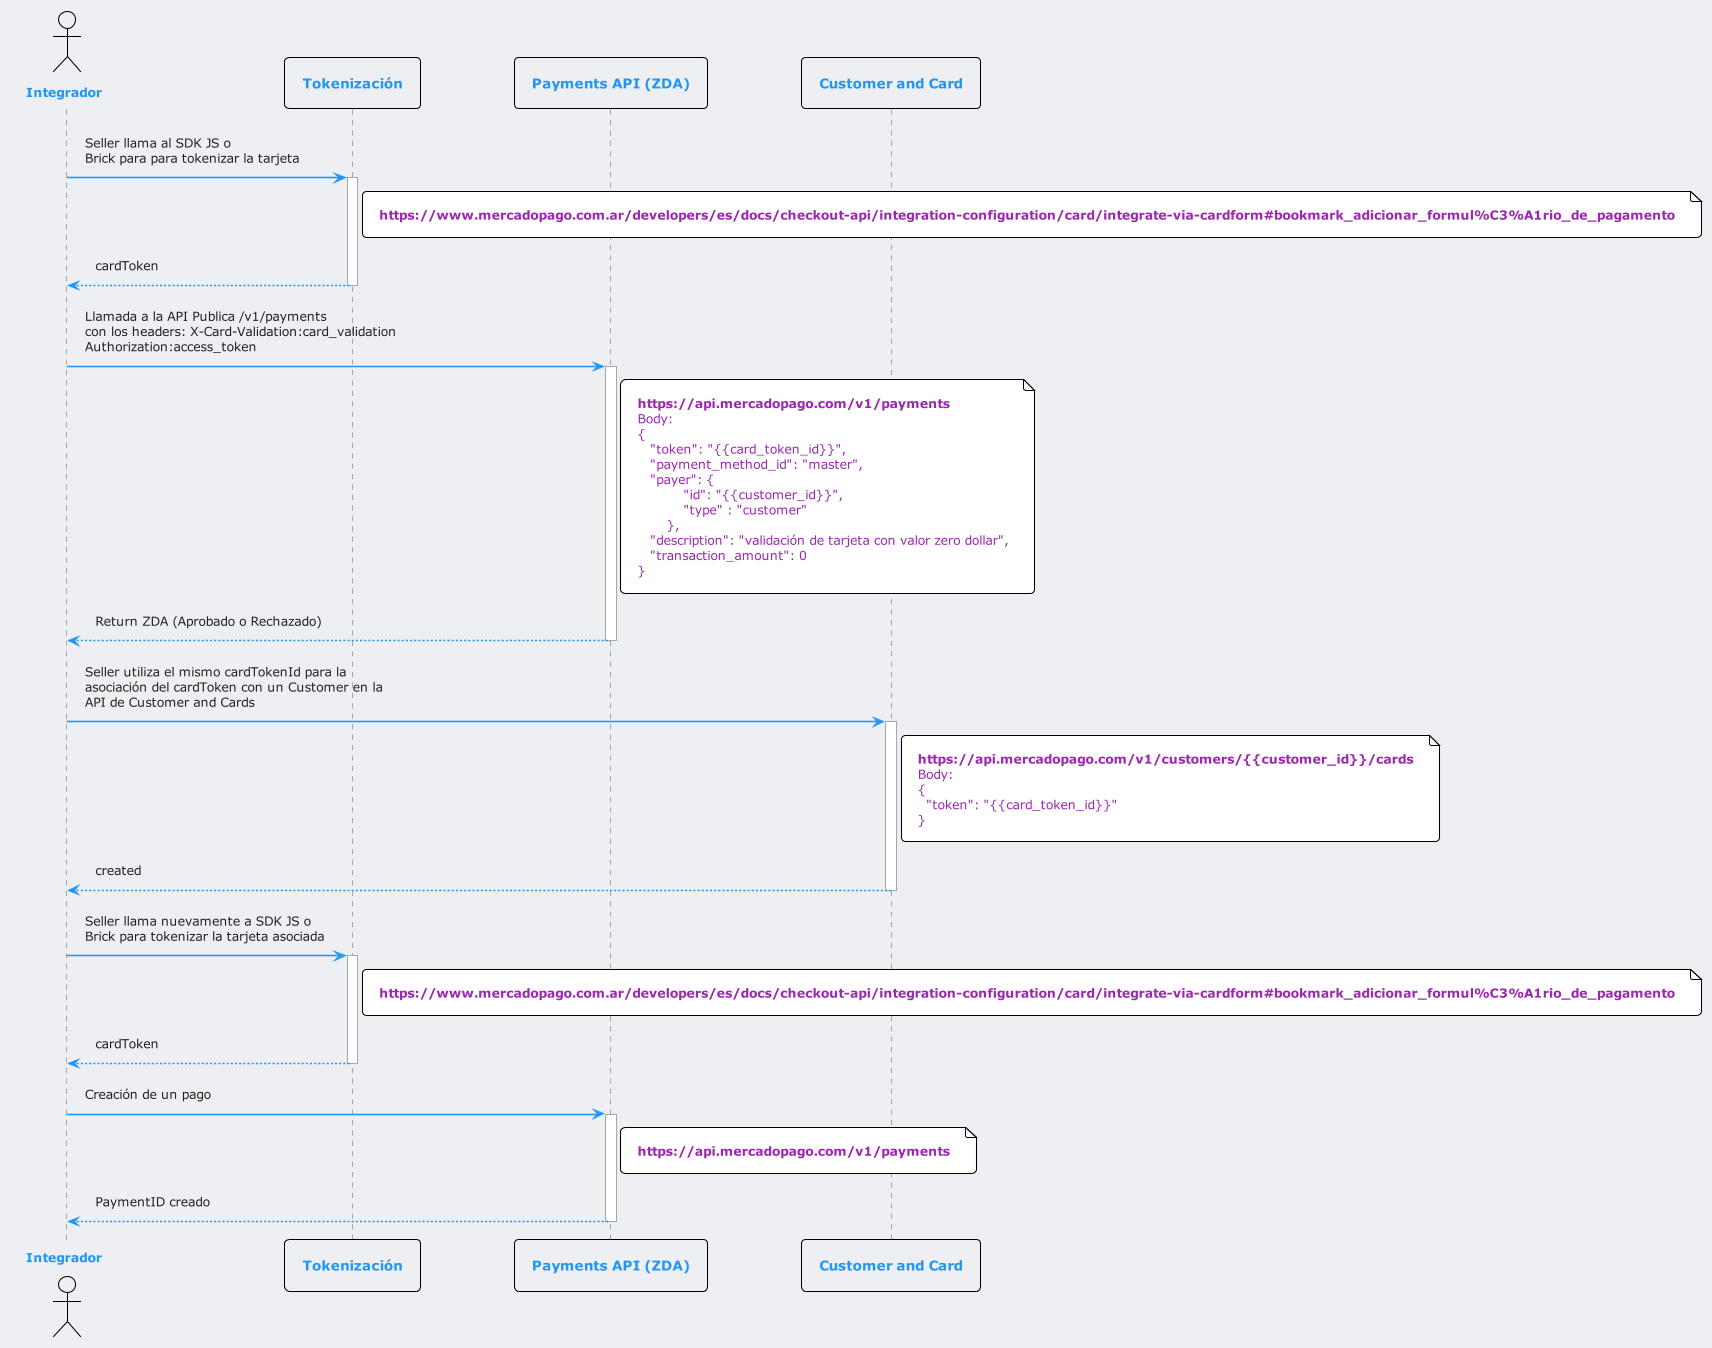 Integrador
Tokenización
Payments API (ZDA)
Customer and Card
Seller llama al SDK JS o
Brick para para tokenizar la tarjeta
https://www.mercadopago.com.ar/developers/es/docs/checkout-api/integration-configuration/card/integrate-via-cardform#bookmark_adicionar_formul%C3%A1rio_de_pagamento
cardToken
Llamada a la API Publica /v1/payments
con los headers: X-Card-Validation:card_validation
Authorization:access_token
https://api.mercadopago.com/v1/payments
Body:
{
"token": "{{card_token_id}}",
"payment_method_id": "master",
"payer": {
"id": "{{customer_id}}",
"type" : "customer"
},
"description": "validación de tarjeta con valor zero dollar",
"transaction_amount": 0
}
Return ZDA (Aprobado o Rechazado)
Seller utiliza el mismo cardTokenId para la
asociación del cardToken con un Customer en la
API de Customer and Cards
https://api.mercadopago.com/v1/customers/{{customer_id}}/cards
Body:
{
"token": "{{card_token_id}}"
}
created
Seller llama nuevamente a SDK JS o
Brick para tokenizar la tarjeta asociada
https://www.mercadopago.com.ar/developers/es/docs/checkout-api/integration-configuration/card/integrate-via-cardform#bookmark_adicionar_formul%C3%A1rio_de_pagamento
cardToken
Creación de un pago
https://api.mercadopago.com/v1/payments
PaymentID creado
Integrador
Tokenización
Payments API (ZDA)
Customer and Card